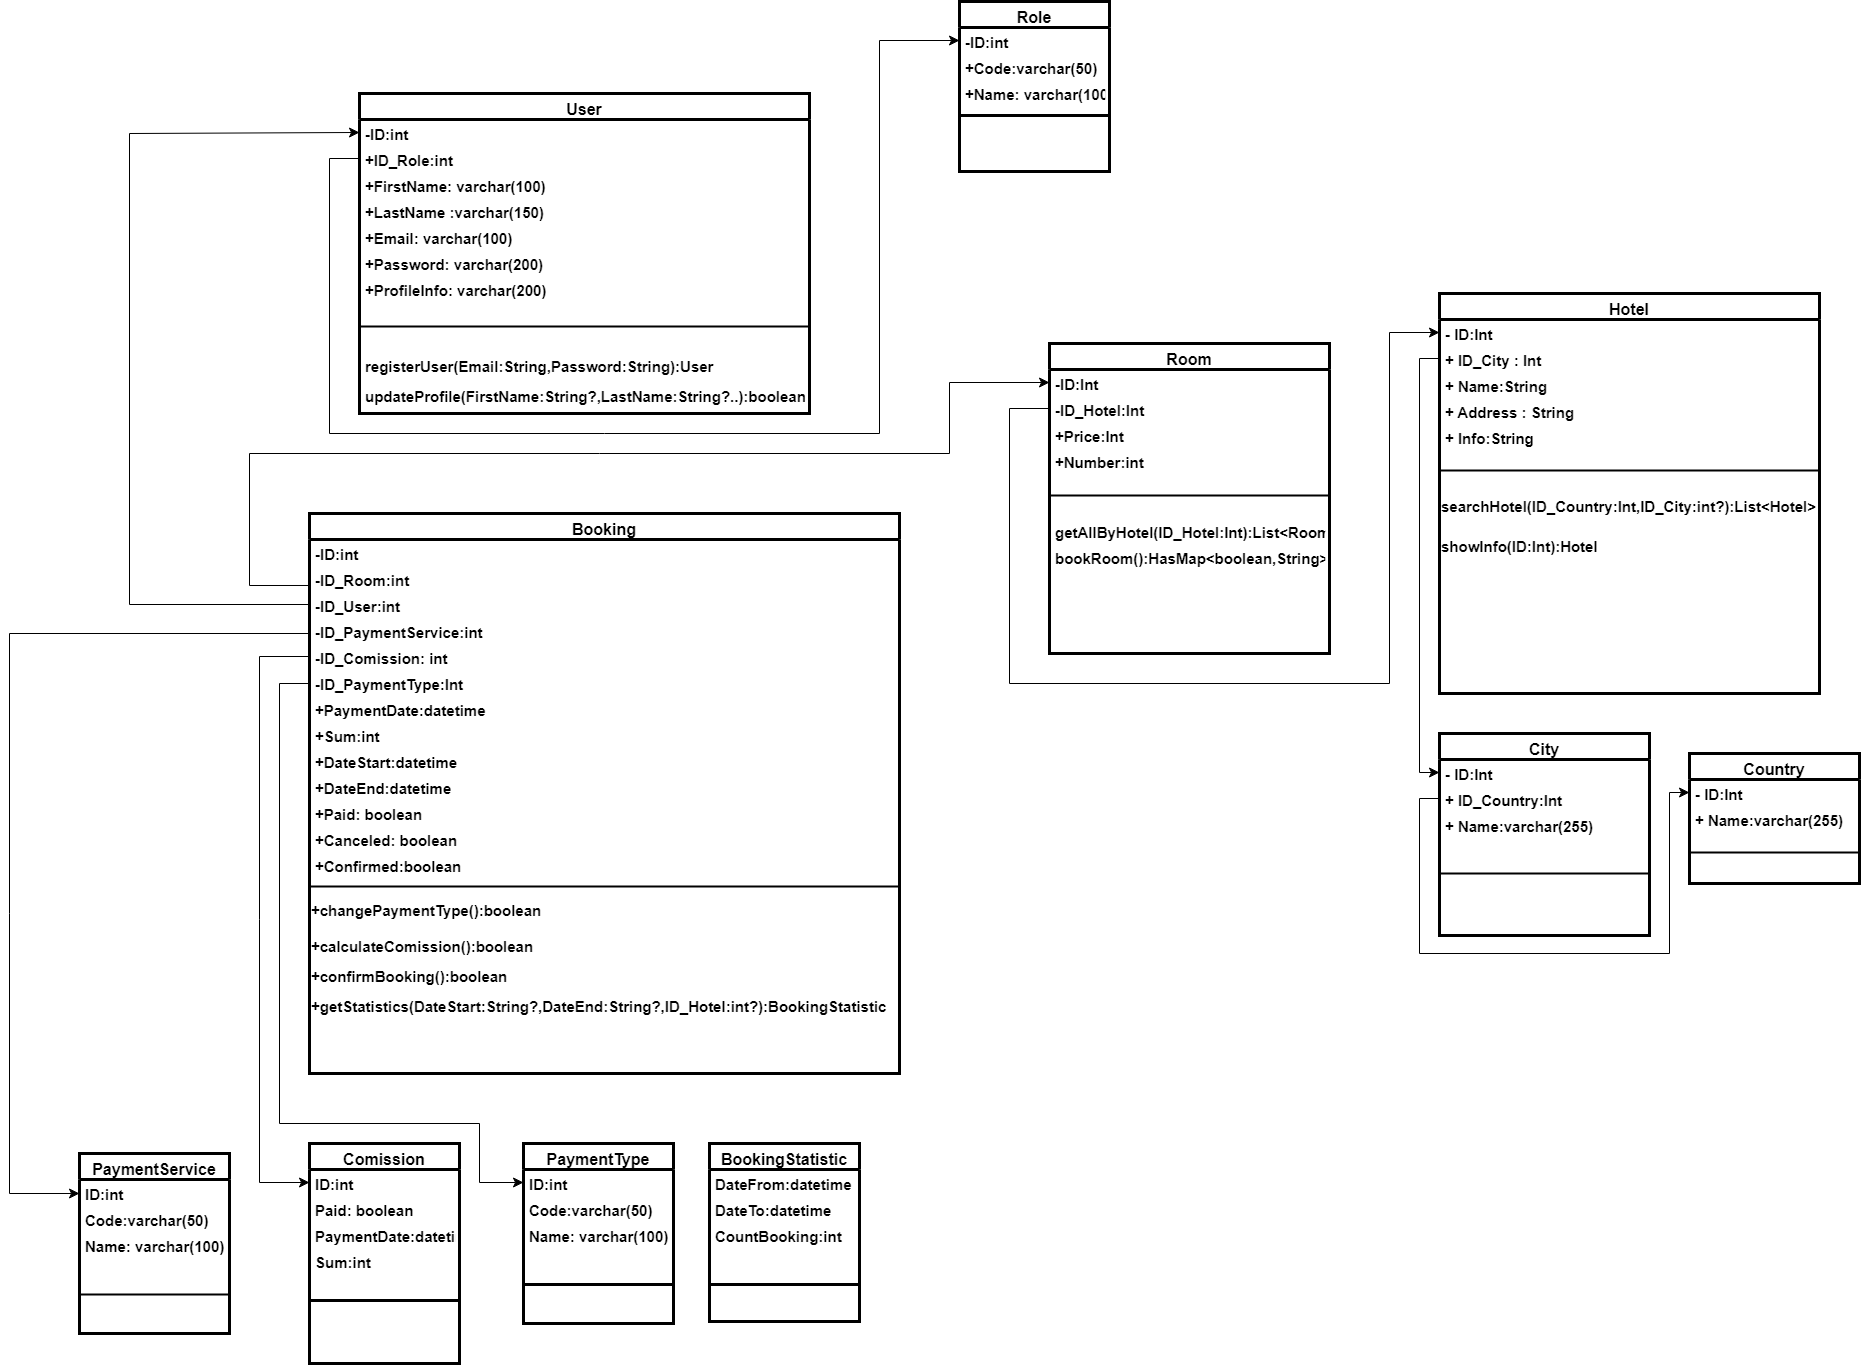 Role
-ID:int
+Code:varchar(50)
+Name: varchar(100
User
-ID:int
+ID_Role:int
+FirstName: varchar(100)
+LastName :varchar(150)
+Email: varchar(100)
+Password: varchar(200)
+ProfileInfo: varchar(200)
registerUser(Email:String,Password:String):User
updateProfile(FirstName:String?,LastName:String?..):boolean
Hotel
- ID:Int
+ ID_City : Int
+ Name:String
+ Address : String
+ Info:String
searchHotel(ID_Country:Int,ID_City:int?):List<Hotel>
showInfo(ID:Int):Hotel
Room
-ID:Int
-ID_Hotel:Int
+Price:Int
+Number:int
getAllByHotel(ID_Hotel:Int):List<Room
bookRoom():HasMap<boolean,String>
Booking
-ID:int
-ID_Room:int
-ID_User:int
-ID_PaymentService:int
-ID_Comission: int
-ID_PaymentType:Int
+PaymentDate:datetime
+Sum:int
+DateStart:datetime
+DateEnd:datetime
+Paid: boolean
+Canceled: boolean
+Confirmed:boolean
+changePaymentType():boolean
+calculateComission():boolean
+confirmBooking():boolean
+getStatistics(DateStart:String?,DateEnd:String?,ID_Hotel:int?):BookingStatistic
City
- ID:Int
+ ID_Country:Int
+ Name:varchar(255)
Country
- ID:Int
+ Name:varchar(255)
PaymentService
ID:int
Code:varchar(50)
Name: varchar(100)
Comission
ID:int
Paid: boolean
PaymentDate:dateti
Sum:int
PaymentType
ID:int
Code:varchar(50)
Name: varchar(100)
BookingStatistic
DateFrom:datetime
DateTo:datetime
CountBooking:int